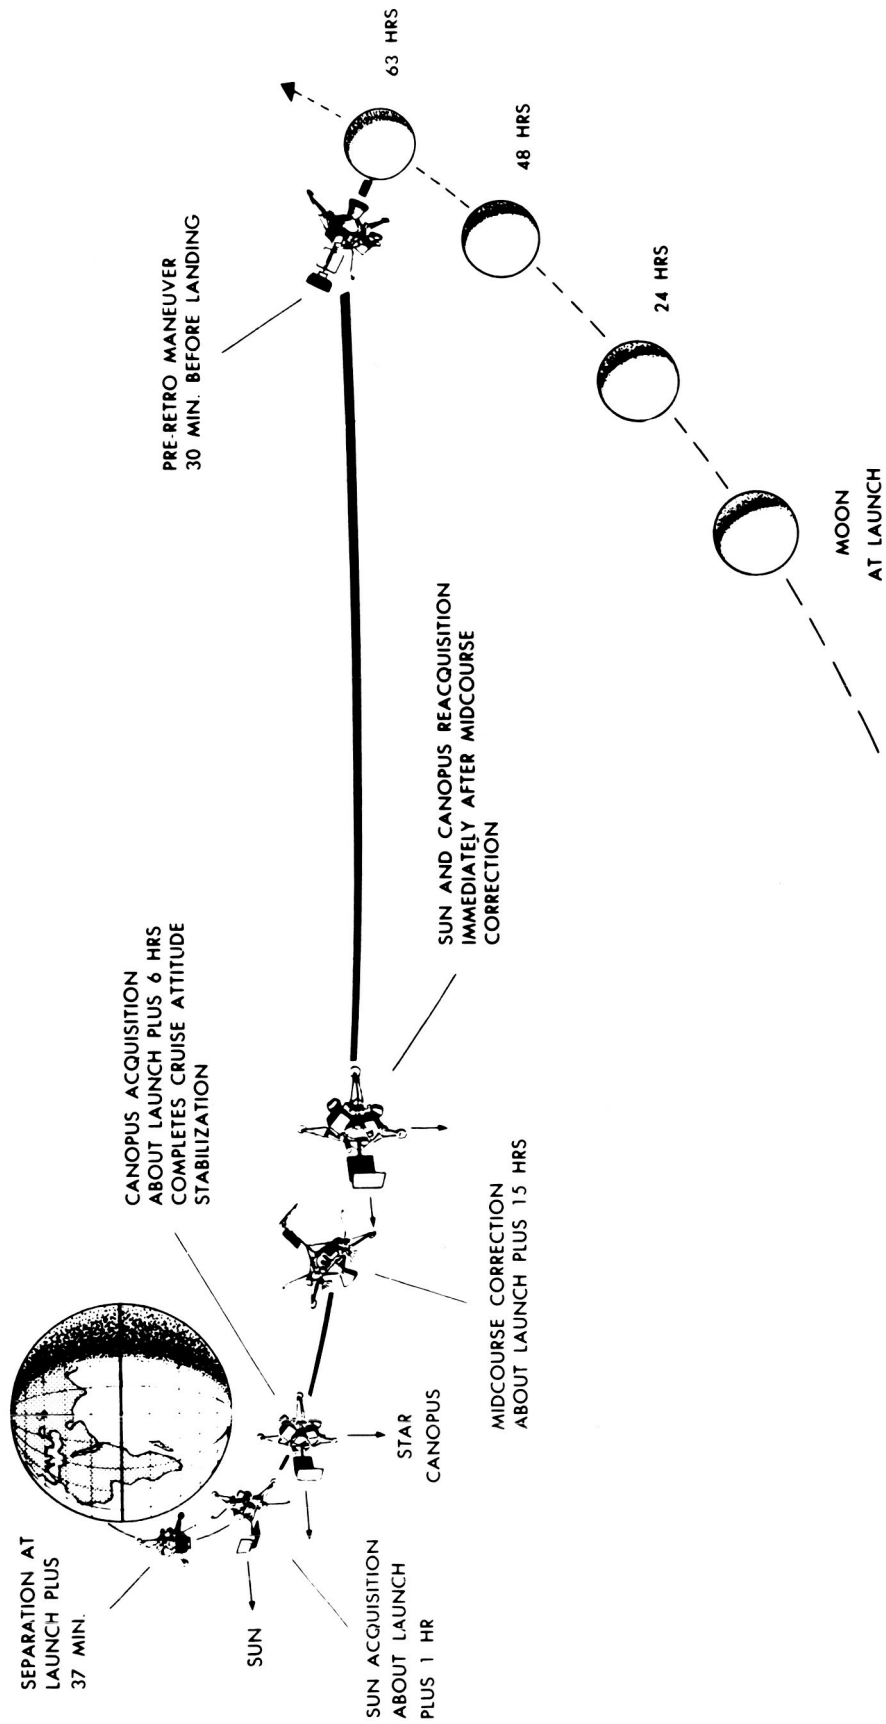 SEPARATION AT
LAUNCH PLUS
37 MIN.
SUN
SUN ACQUISITION
ABOUT LAUNCH
PLUS 1 HR
STAR
CANOPUS
CANOPUS ACQUISITION
ABOUT LAUNCH PLUS 6 HRS
COMPLETES CRUISE ATTITUDE
STABILIZATION
MIDCOURSE CORRECTION
ABOUT LAUNCH PLUS 15 HRS
SUN AND CANOPUS REACQUISITION
IMMEDIATELY AFTER MIDCOURSE
CORRECTION
PRE-RETRO MANEUVER
30 MIN. BEFORE LANDING
MOON
AT LAUNCH
24 HRS
48 HRS
63 HRS